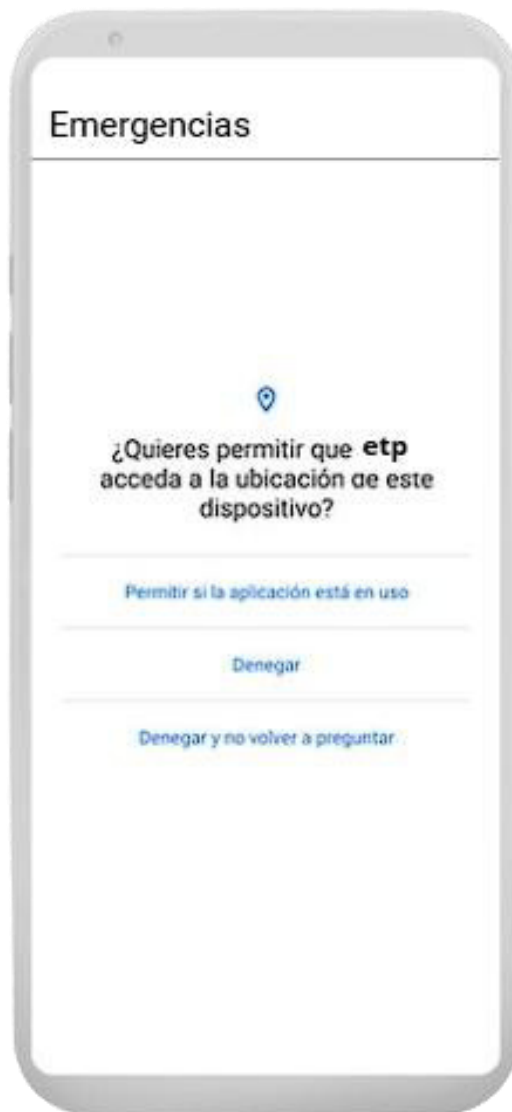 Emergencias
¿Quieres permitir que etp
acceda a la ubicación de este
dispositivo?
Permitir si la aplicación está en uso
Denegar
Denegar y no volver a preguntar